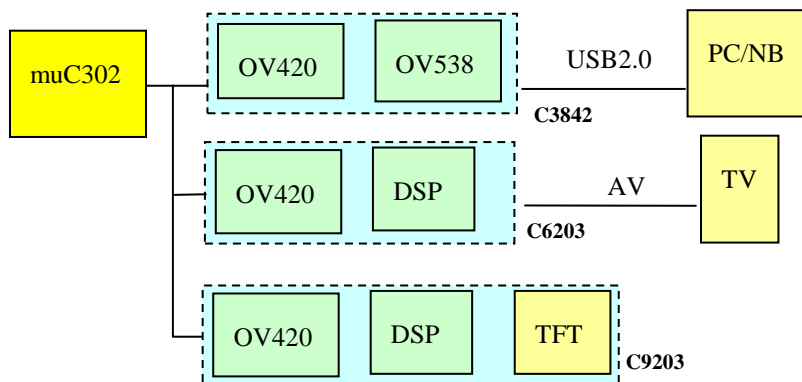 muC302
OV420
OV538
USB2.0
PC/NB
C3842
OV420
DSP
AV
TV
C6203
OV420
DSP
TFT
C9203